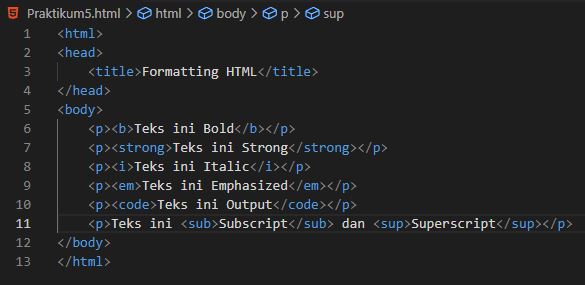 Praktikum5.html > html > body > p > sup
1 <html>
2 <head>
3     <title>Formatting HTML</title>
4 </head>
5 <body>
6     <p><b>Teks ini Bold</b></p>
7     <p><strong>Teks ini Strong</strong></p>
8     <p><i>Teks ini Italic</i></p>
9     <p><em>Teks ini Emphasized</em></p>
10     <p><code>Teks ini Output</code></p>
11     <p>Teks ini <sub>Subscript</sub> dan <sup>Superscript</sup></p>
12 </body>
13 </html>